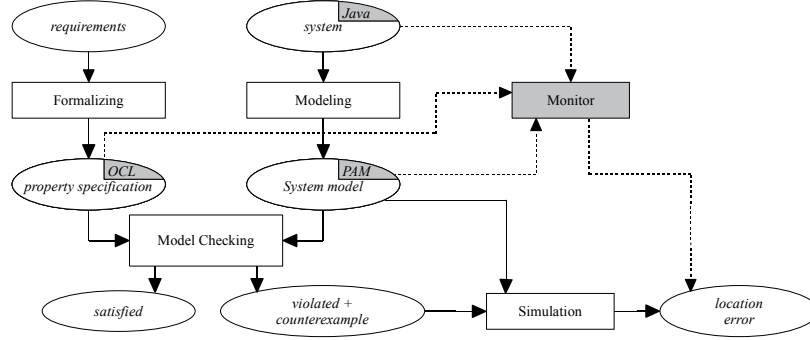 requirements
Java
system
Formalizing
Modeling
Monitor
OCL
property specification
PAM
System model
Model Checking
satisfied
violated +
counterexample
Simulation
location
error